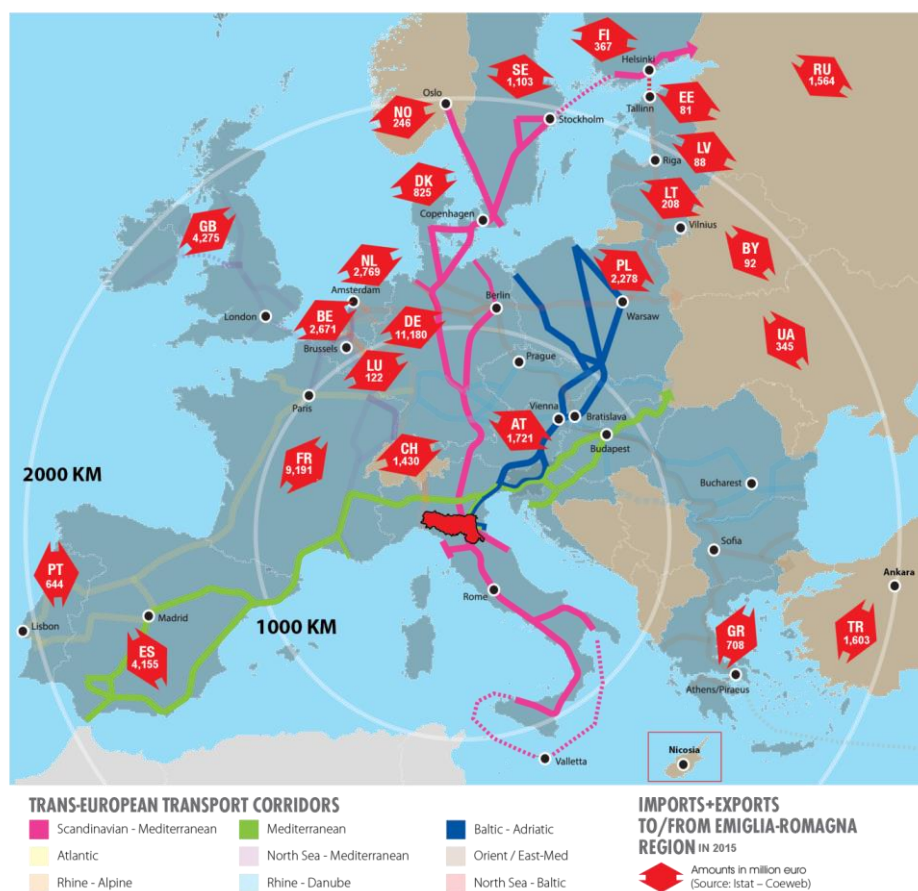 FI
367
Helsinki
SE
1,103
RU
1,564
Oslo
NO
246
EE
81
Tallinn
Stockholm
LV
88
Riga
DK
825
LT
208
Copenhagen
Vilnius
GB
4,275
BY
92
NL
2,769
PL
2,278
Amsterdam
Berlin
Warsaw
London
BE
2,671
DE
11,180
UA
345
Brussels
LU
122
Prague
Paris
Vienna
Bratislava
AT
1,721
Budapest
FR
9,191
CH
1,430
2000 KM
Bucharest
Sofia
PT
644
Ankara
Rome
Madrid
1000 KM
Lisbon
ES
4,155
GR
708
TR
1,603
Athens/Piraeus
Nicosia
Valletta
TRANS-EUROPEAN TRANSPORT CORRIDORS
Scandinavian - Mediterranean
Mediterranean
Baltic - Adriatic
Atlantic
North Sea - Mediterranean
Orient / East-Med
Rhine - Alpine
Rhine - Danube
North Sea - Baltic
IMPORTS+EXPORTS
TO/FROM EMIGLIA-ROMAGNA
REGION IN 2015
Amounts in million euro
(Source: Istat – Coeweb)